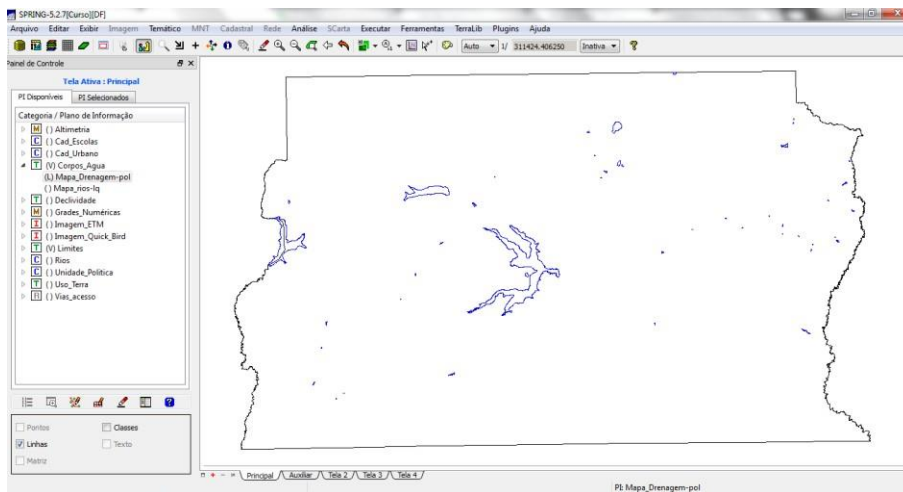 SPRING-5.2.7[Curso][DF]
Arquivo Editar Exibir Imagem Temático MNT Cadastral Rede Análise SCarta Executar Ferramentas TerraLib Plugins Ajuda
Auto 1/ 311424.406250 Inativa
Painel de Controle
Tela Ativa : Principal
PI Disponíveis PI Selecionados
Categoria / Plano de Informação
M ( ) Altimetria
C ( ) Cad_Escolas
C ( ) Cad_Urbano
T (V) Corpos_Agua
(L) Mapa_Drenagem-pol
( ) Mapa_rios-lq
T ( ) Declividade
M ( ) Grades_Numéricas
I ( ) Imagem_ETM
I ( ) Imagem_Quick_Bird
T (V) Limites
C ( ) Rios
C ( ) Unidade_Politica
T ( ) Uso_Terra
R ( ) Vias_acesso
Pontos Classes
Linhas Texto
Matriz
Principal Auxiliar Tela 2 Tela 3 Tela 4
PI: Mapa_Drenagem-pol